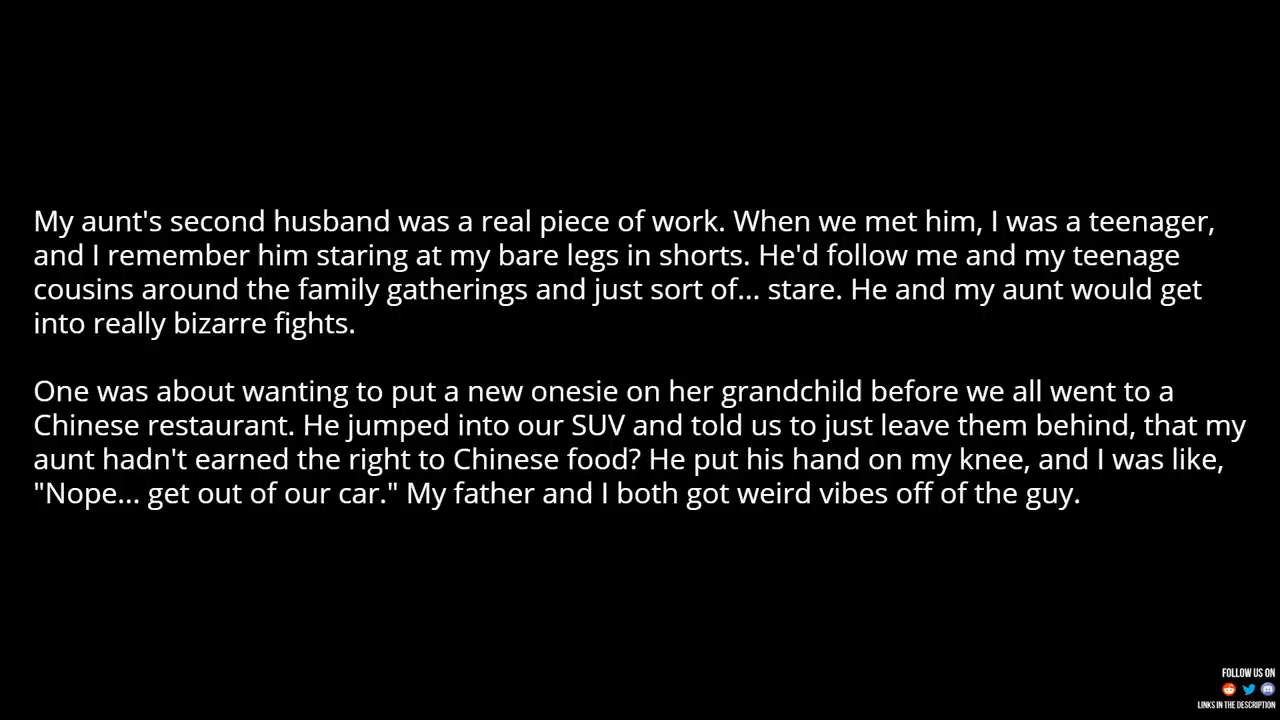 My aunt's second husband was a real piece of work. When we met him, I was a teenager,
and I remember him staring at my bare legs in shorts. He'd follow me and my teenage
cousins around the family gatherings and just sort of... stare. He and my aunt would get
into really bizarre fights.
One was about wanting to put a new onesie on her grandchild before we all went to a
Chinese restaurant. He jumped into our SUV and told us to just leave them behind, that my
aunt hadn't earned the right to Chinese food? He put his hand on my knee, and I was like,
"Nope... get out of our car." My father and I both got weird vibes off of the guy.
FOLLOW US ON
LINKS IN THE DESCRIPTION